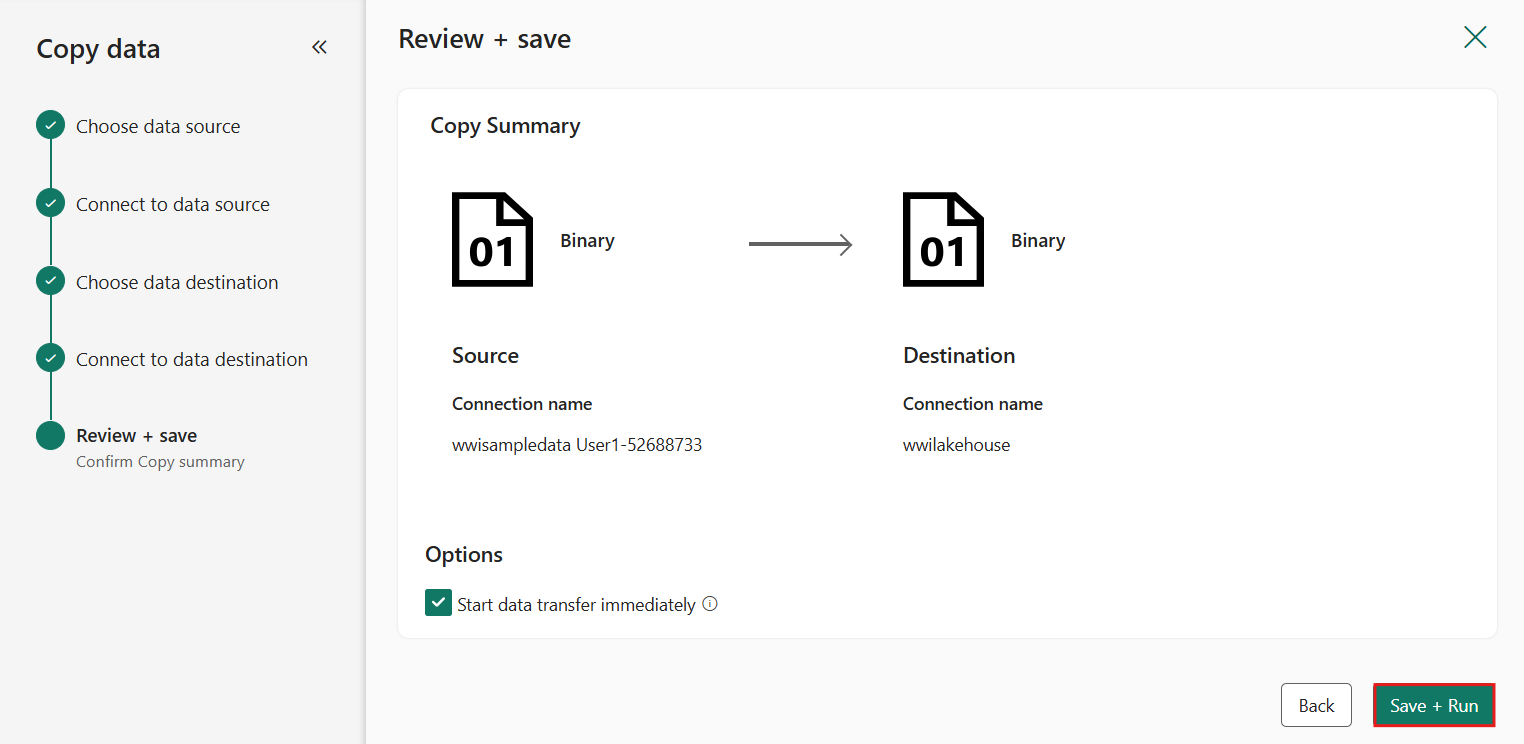 Copy data
Choose data source
Connect to data source
Choose data destination
Connect to data destination
Review + save
Confirm Copy summary
Review + save
Copy Summary
01
Binary
01
Binary
Source
Connection name
wwisampledata User1-52688733
Destination
Connection name
wwilakehouse
Options
Start data transfer immediately
Back
Save + Run